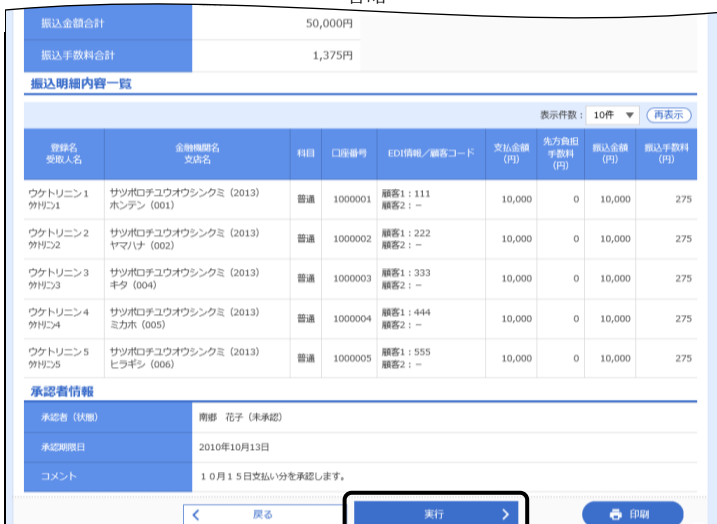 振込金額合計 50,000円
振込手数料合計 1,375円
振込明細内容一覧
表示件数： 10件 ▼ 再表示
登録名 金融機関名 科目 口座番号 EDI情報／顧客コード 支払金額 先方負担 振込金額 振込手数料
受取人名 支店名 (円) 手数料 (円) (円)
(円)
ウケトリニン１ サツポロチユウオウシンクミ（2013） 普通 1000001 顧客1：111 10,000 0 10,000 275
ｳｹﾄﾘﾆﾝ1 ホンテン（001） 顧客2：－
ウケトリニン２ サツポロチユウオウシンクミ（2013） 普通 1000002 顧客1：222 10,000 0 10,000 275
ｳｹﾄﾘﾆﾝ2 ヤマハナ（002） 顧客2：－
ウケトリニン３ サツポロチユウオウシンクミ（2013） 普通 1000003 顧客1：333 10,000 0 10,000 275
ｳｹﾄﾘﾆﾝ3 キタ（004） 顧客2：－
ウケトリニン４ サツポロチユウオウシンクミ（2013） 普通 1000004 顧客1：444 10,000 0 10,000 275
ｳｹﾄﾘﾆﾝ4 ミカホ（005） 顧客2：－
ウケトリニン５ サツポロチユウオウシンクミ（2013） 普通 1000005 顧客1：555 10,000 0 10,000 275
ｳｹﾄﾘﾆﾝ5 ヒラギシ（006） 顧客2：－
承認者情報
承認者（状態） 南郷　花子（未承認）
承認期限日 2010年10月13日
コメント １０月１５日支払い分を承認します。
戻る 実行 印刷